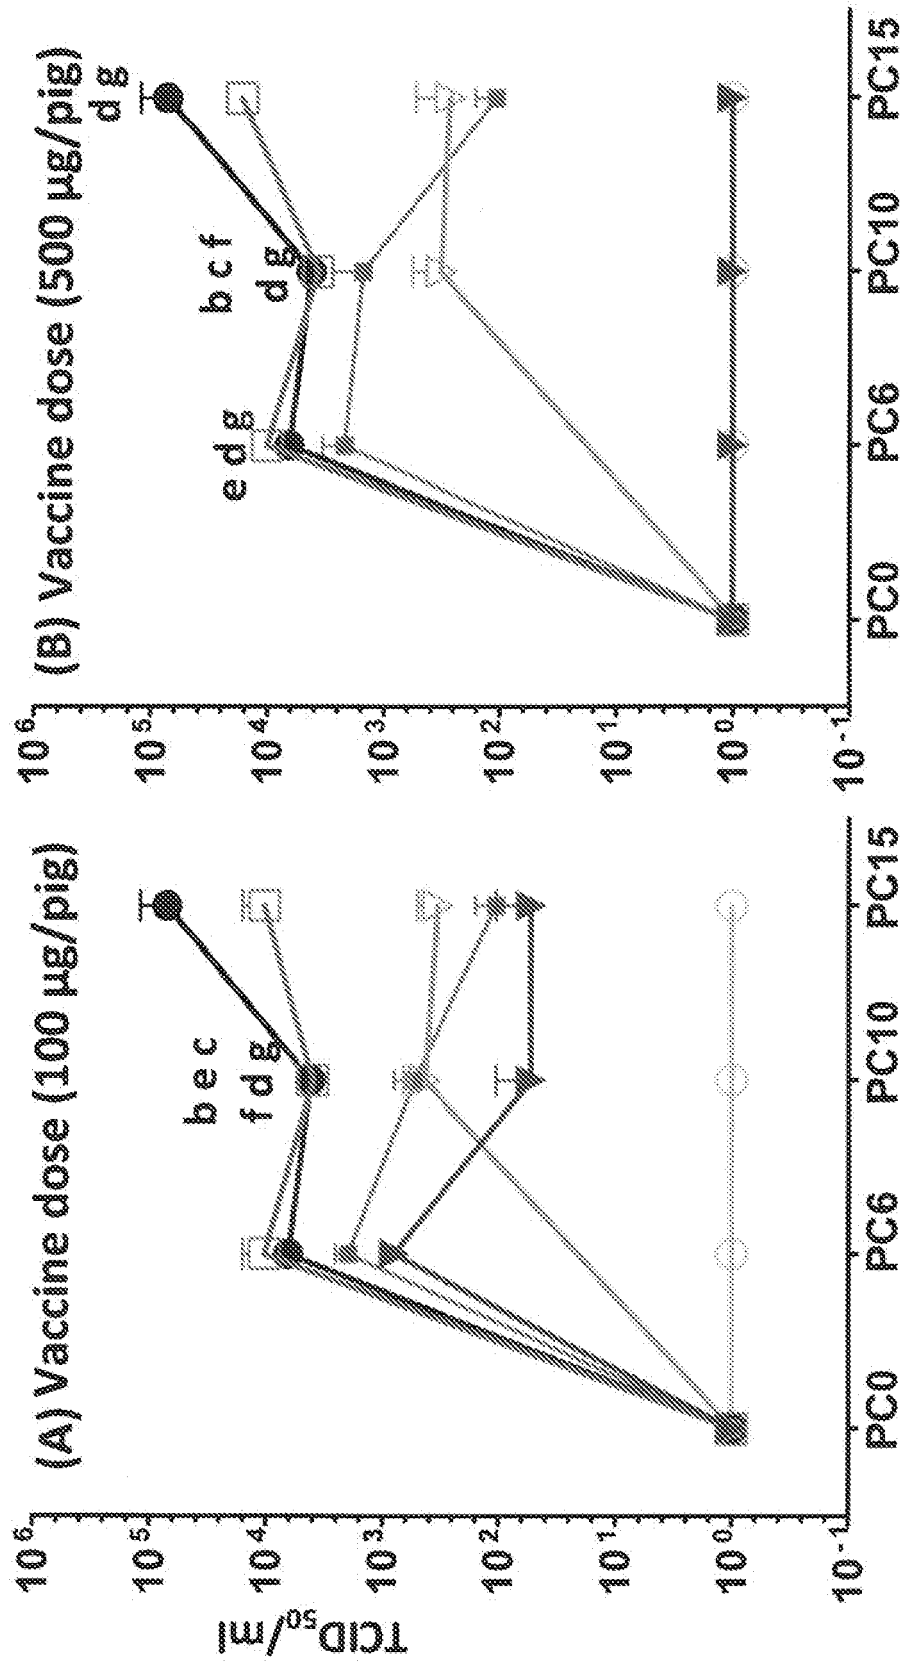 (A) Vaccine dose (100 µg/pig)
TCID50/ml
10^6
10^5
10^4
10^3
10^2
10^1
10^0
10^-1
b e c
f d g
PC0 PC6 PC10 PC15
(B) Vaccine dose (500 µg/pig)
10^6
10^5
10^4
10^3
10^2
10^1
10^0
10^-1
d g
b c f
d g
e d g
PC0 PC6 PC10 PC15